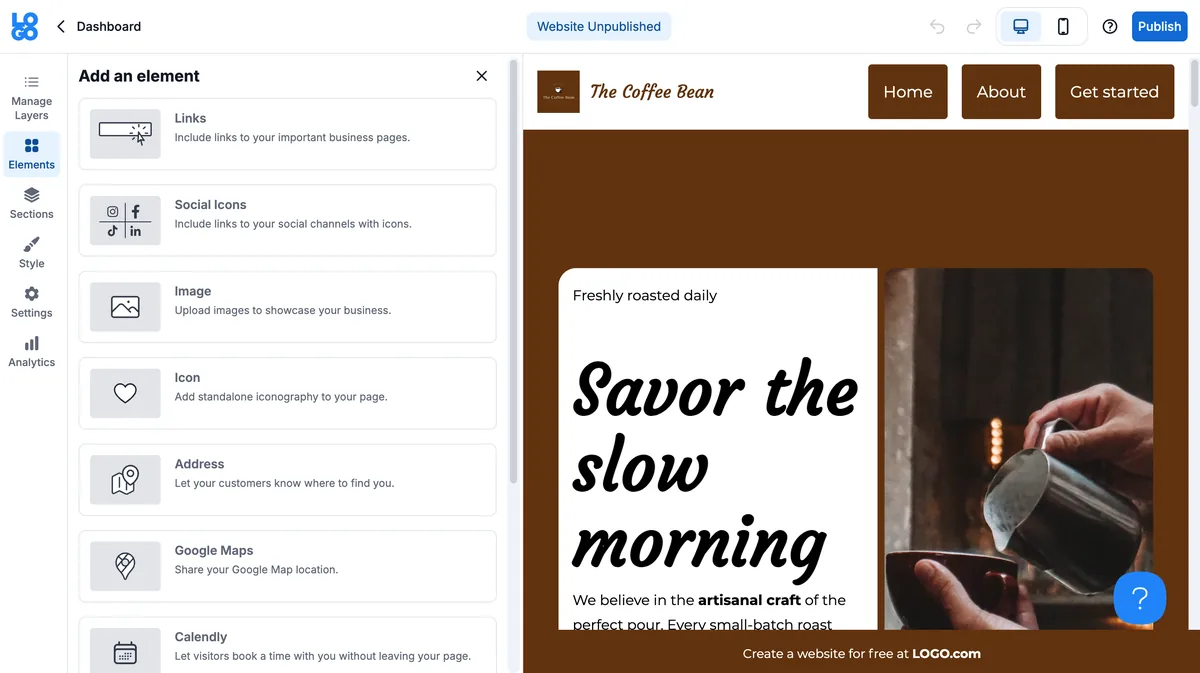 LOGO
Dashboard
Website Unpublished
Publish
Manage
Layers
Elements
Sections
Style
Settings
Analytics
Add an element
Links
Include links to your important business pages.
Social Icons
Include links to your social channels with icons.
Image
Upload images to showcase your business.
Icon
Add standalone iconography to your page.
Address
Let your customers know where to find you.
Google Maps
Share your Google Map location.
Calendly
Let visitors book a time with you without leaving your page.
The Coffee Bean
The Coffee Bean
Home
About
Get started
Freshly roasted daily
Savor the
slow
morning
We believe in the artisanal craft of the
perfect pour. Every small-batch roast
Create a website for free at LOGO.com